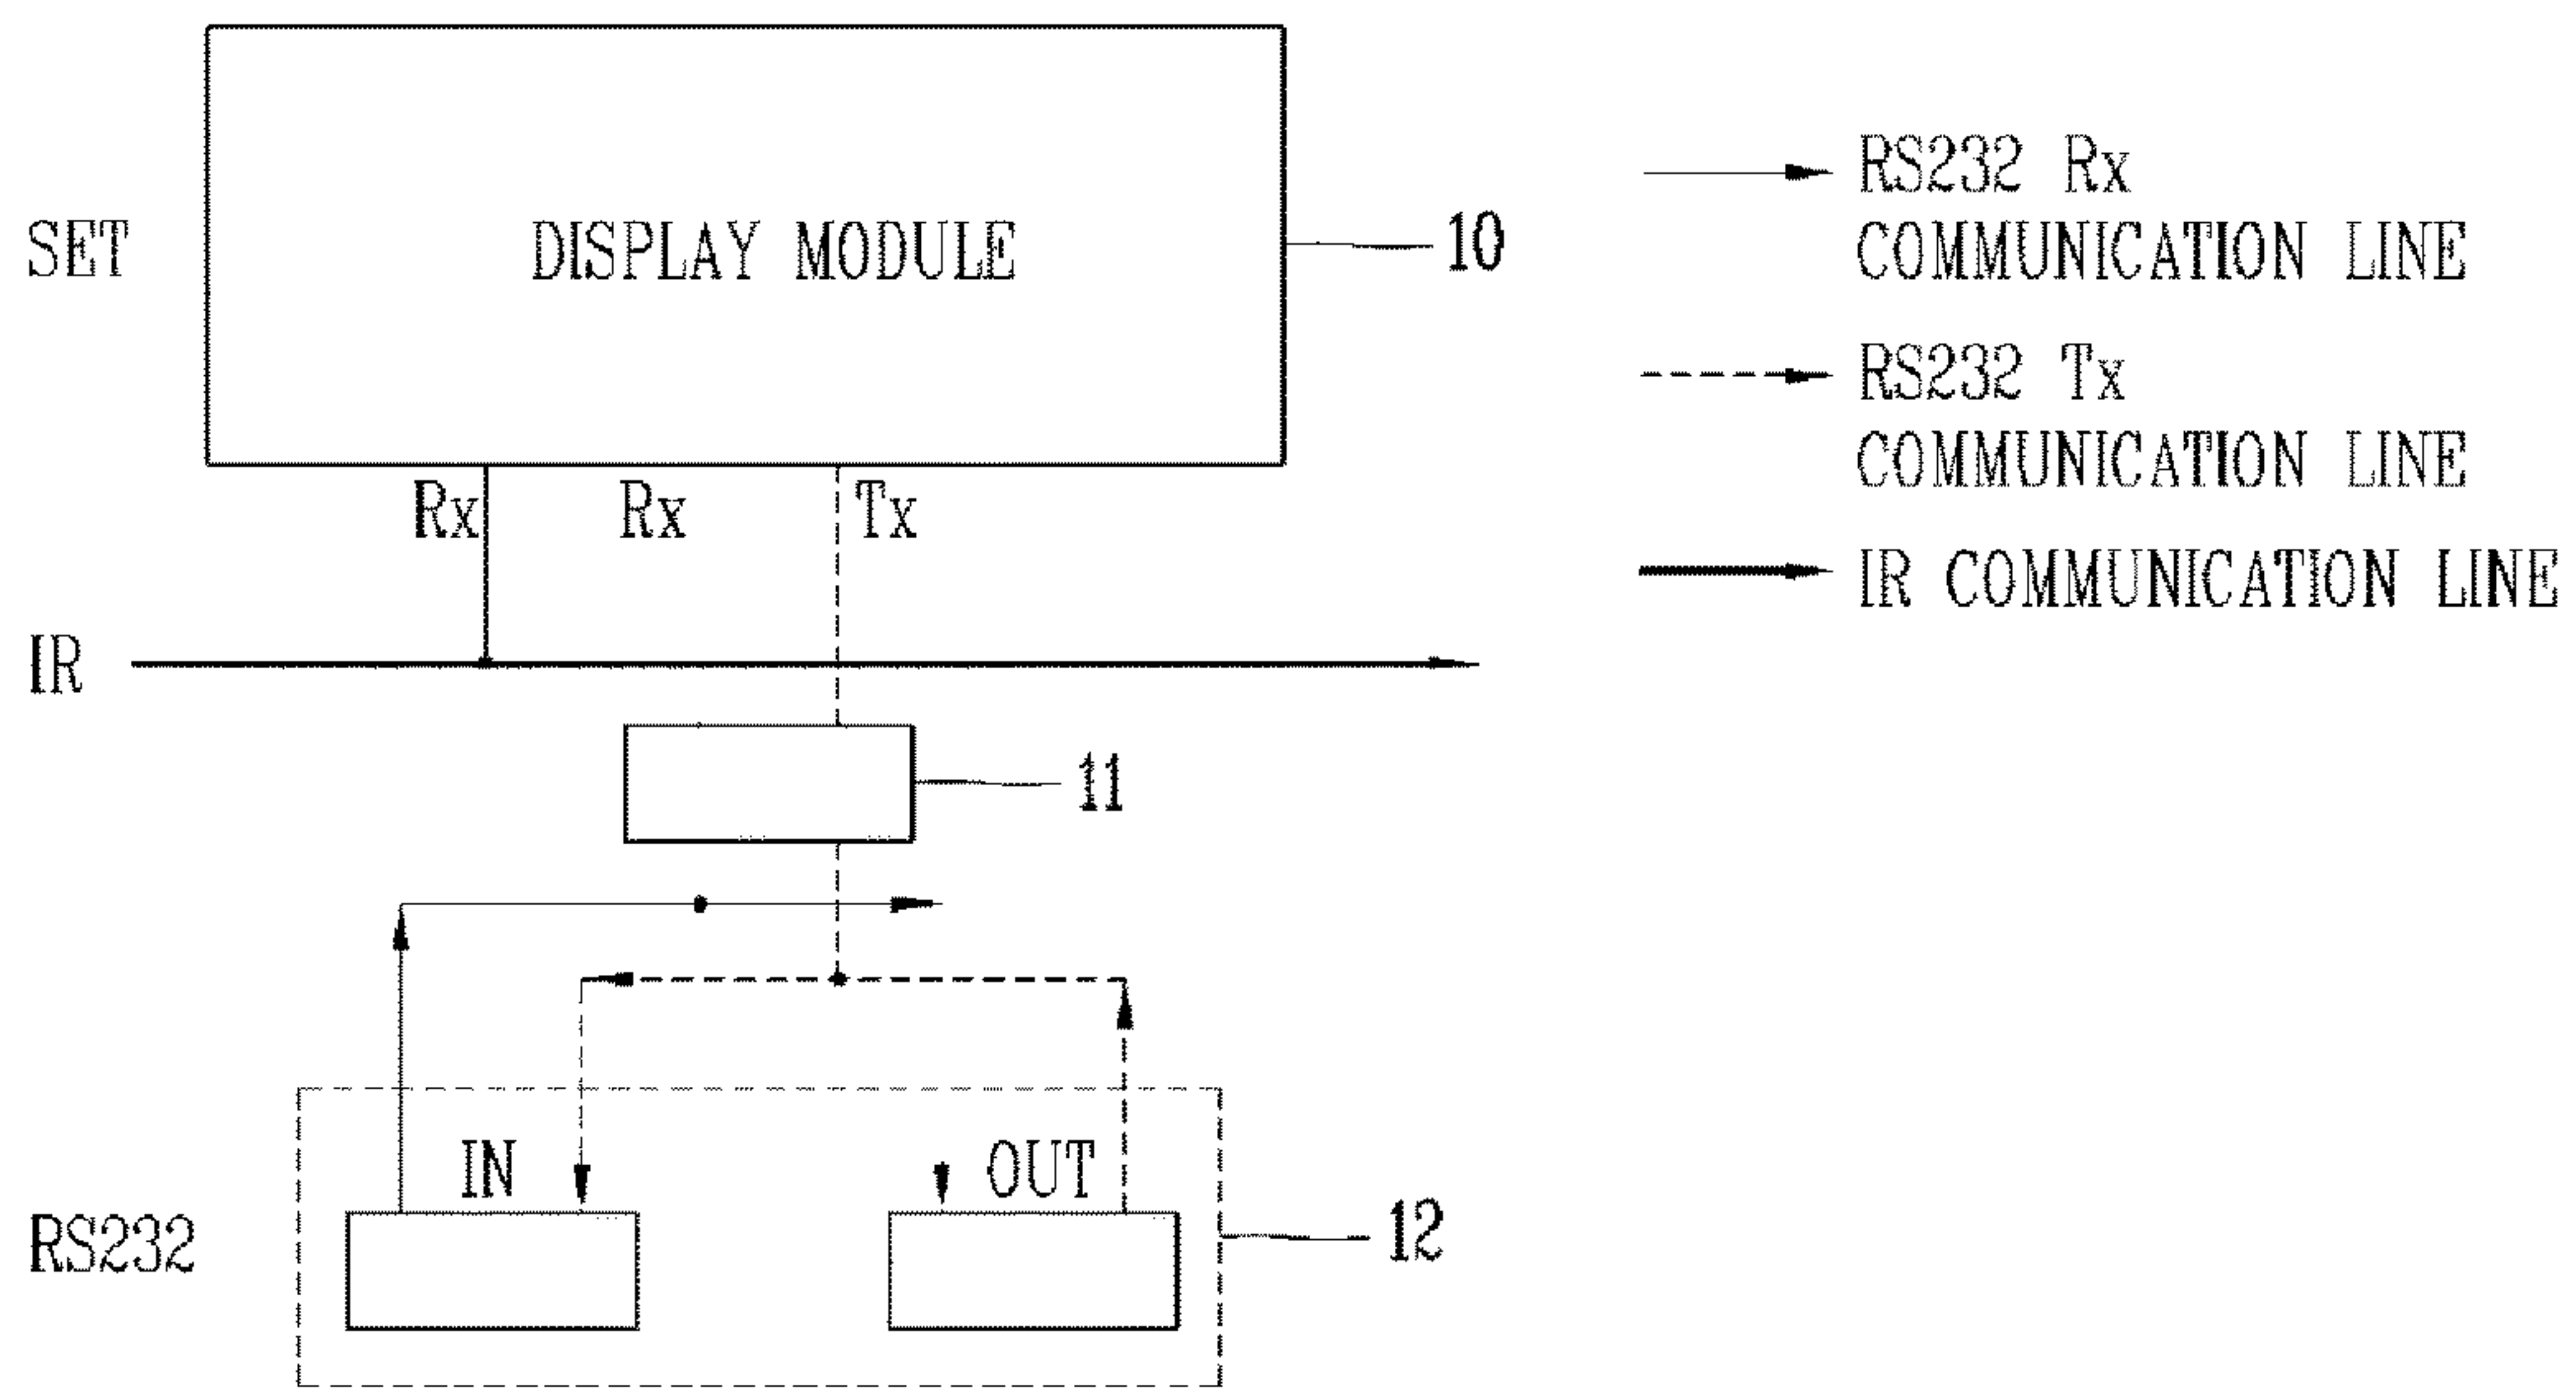 SET
DISPLAY MODULE
10
RS232 Rx
COMMUNICATION LINE
RS232 Tx
COMMUNICATION LINE
IR COMMUNICATION LINE
Rx
Rx
Tx
IR
11
IN
OUT
RS232
12